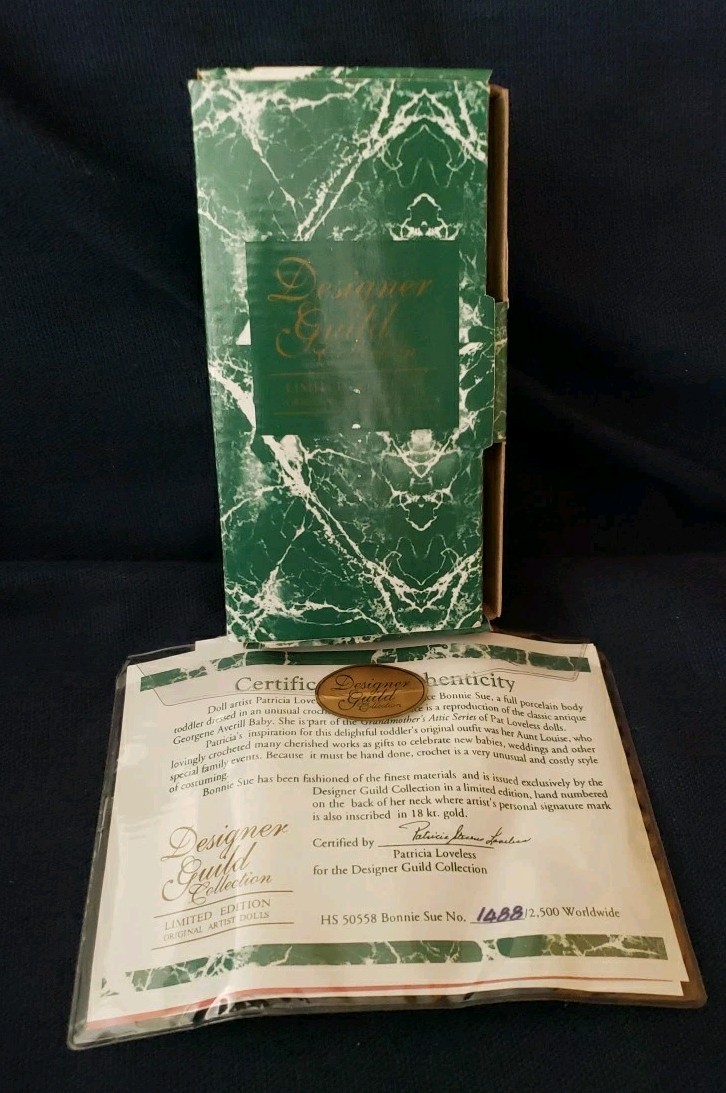 Designer
Guild
Certific henticity
Designer
Guild
Collection
Doll artist Patricia Love ce Bonnie Sue, a full porcelain body
toddler dressed in an unusual croch e is a reproduction of the classic antique
Georgene Averill Baby. She is part of the Grandmother's Attic Series of Pat Loveless dolls.
Patricia's inspiration for this delightful toddler's original outfit was her Aunt Louise, who
lovingly crocheted many cherished works as gifts to celebrate new babies, weddings and other
special family events. Because it must be hand done, crochet is a very unusual and costly style
of costuming.
Bonnie Sue has been fashioned of the finest materials and is issued exclusively by the
Designer Guild Collection in a limited edition, hand numbered
on the back of her neck where artist's personal signature mark
is also inscribed in 18 kt. gold.
Designer
Guild
Collection
LIMITED EDITION
ORIGINAL ARTIST DOLLS
Certified by
Patricia Loveless
for the Designer Guild Collection
HS 50558 Bonnie Sue No. 1488/2,500 Worldwide